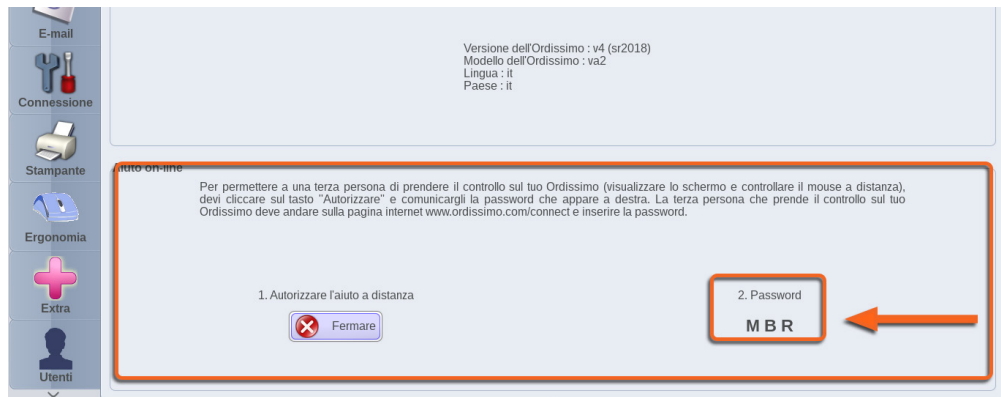 E-mail
Connessione
Stampante
Ergonomia
Extra
Utenti
Versione dell'Ordissimo : v4 (sr2018)
Modello dell'Ordissimo : va2
Lingua : it
Paese : it
Aiuto on-line
Per permettere a una terza persona di prendere il controllo sul tuo Ordissimo (visualizzare lo schermo e controllare il mouse a distanza),
devi cliccare sul tasto "Autorizzare" e comunicargli la password che appare a destra. La terza persona che prende il controllo sul tuo
Ordissimo deve andare sulla pagina internet www.ordissimo.com/connect e inserire la password.
1. Autorizzare l'aiuto a distanza
Fermare
2. Password
M B R